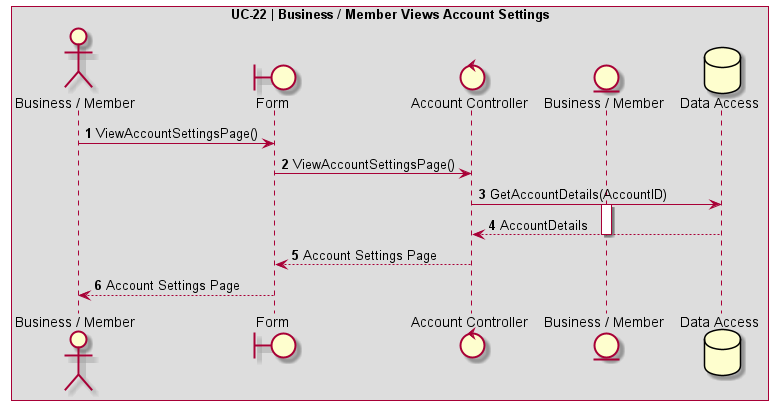 UC-22 | Business / Member Views Account Settings
Business / Member Form Account Controller Business / Member Data Access
1 ViewAccountSettingsPage()
2 ViewAccountSettingsPage()
3 GetAccountDetails(AccountID)
4 AccountDetails
5 Account Settings Page
6 Account Settings Page
Business / Member Form Account Controller Business / Member Data Access